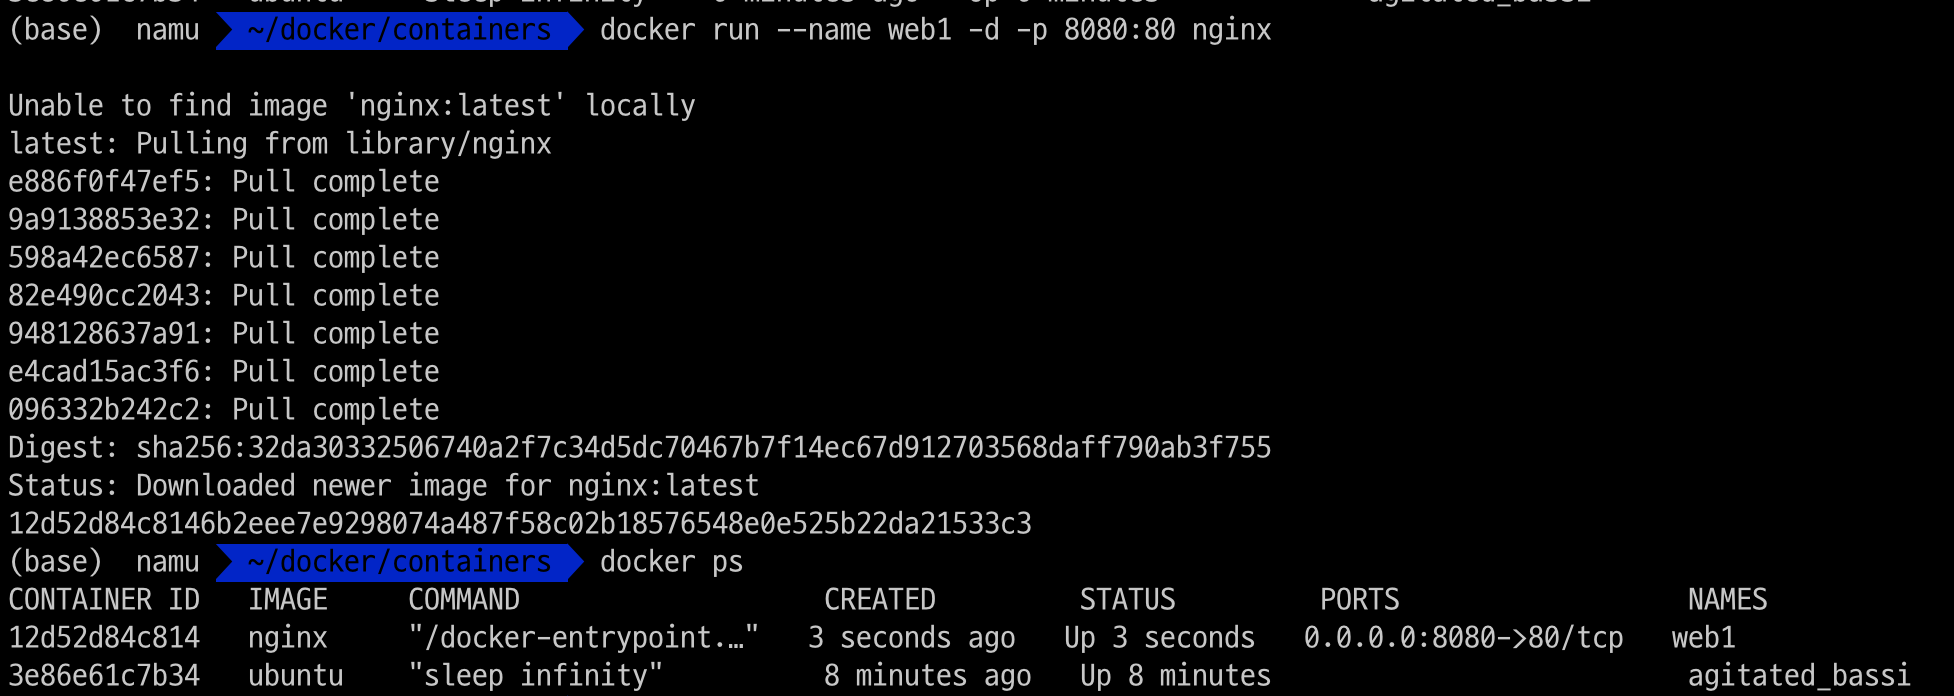 (base)  namu  ~/docker/containers  docker run --name web1 -d -p 8080:80 nginx
Unable to find image 'nginx:latest' locally
latest: Pulling from library/nginx
e886f0f47ef5: Pull complete
9a9138853e32: Pull complete
598a42ec6587: Pull complete
82e490cc2043: Pull complete
948128637a91: Pull complete
e4cad15ac3f6: Pull complete
096332b242c2: Pull complete
Digest: sha256:32da30332506740a2f7c34d5dc70467b7f14ec67d912703568daff790ab3f755
Status: Downloaded newer image for nginx:latest
12d52d84c8146b2eee7e9298074a487f58c02b18576548e0e525b22da21533c3
(base)  namu  ~/docker/containers  docker ps
CONTAINER ID   IMAGE     COMMAND                   CREATED         STATUS         PORTS                  NAMES
12d52d84c814   nginx     "/docker-entrypoint.…"   3 seconds ago   Up 3 seconds   0.0.0.0:8080->80/tcp   web1
3e86e61c7b34   ubuntu    "sleep infinity"          8 minutes ago   Up 8 minutes                          agitated_bassi